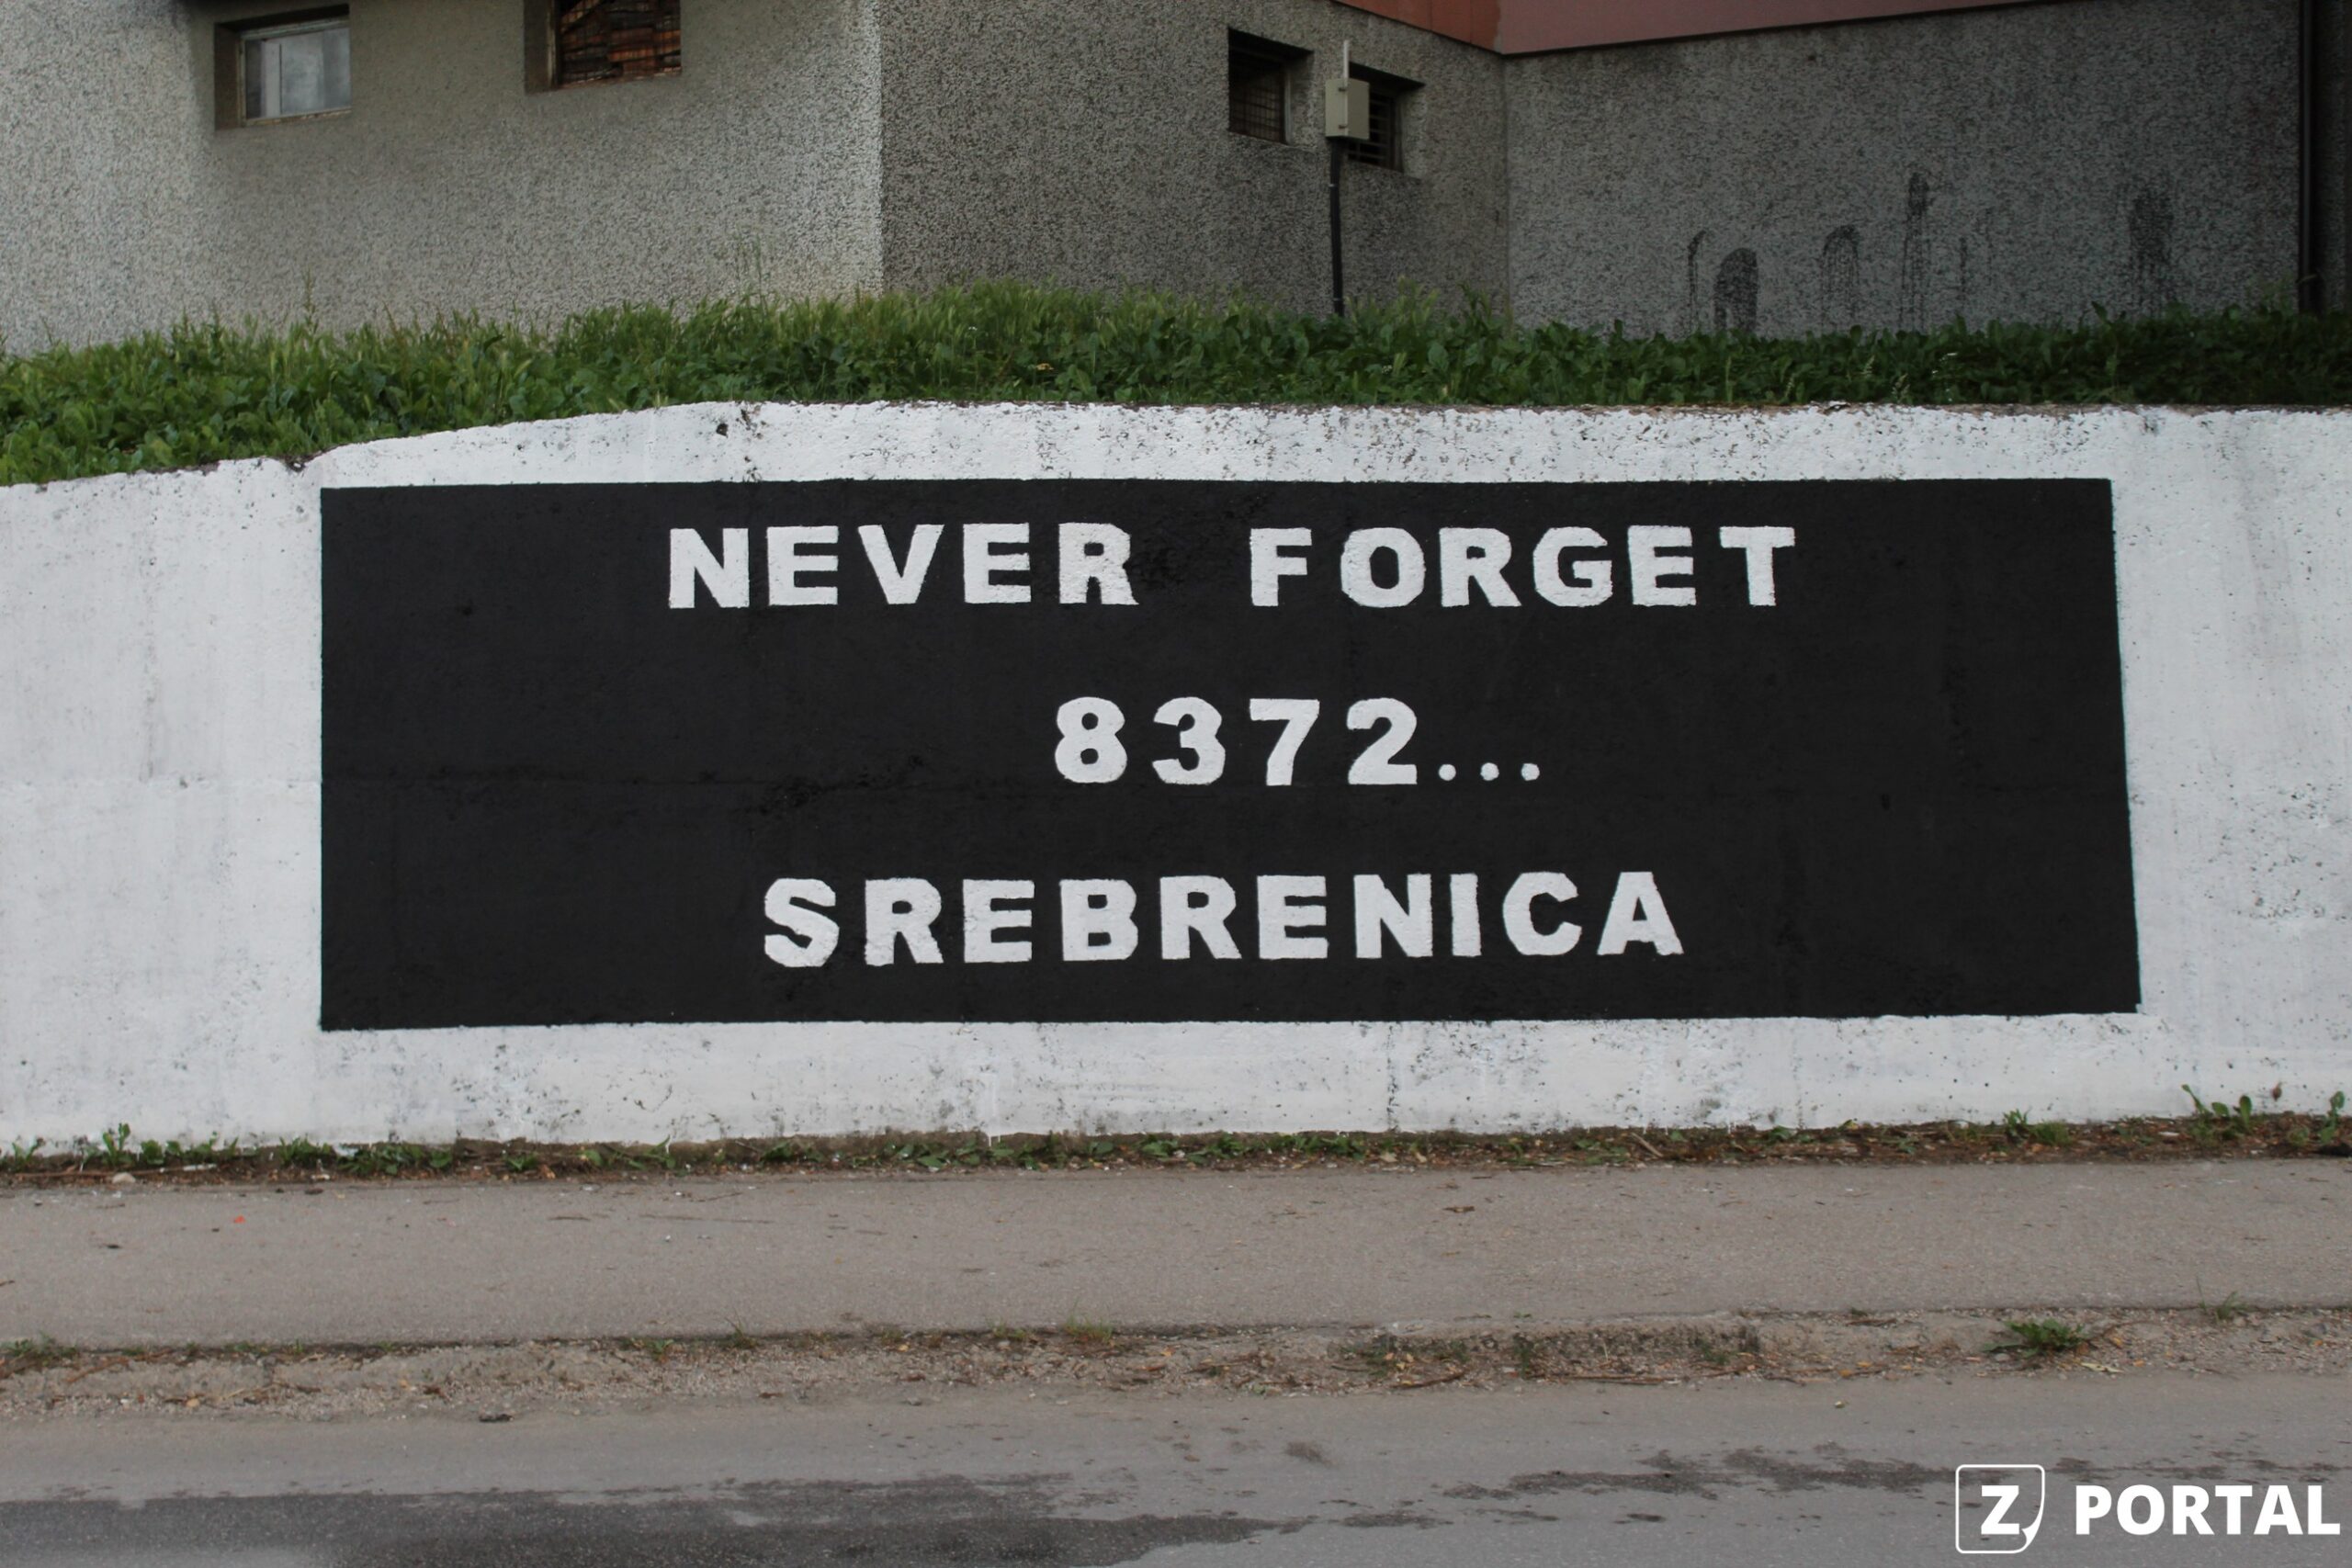 NEVER FORGET
8372...
SREBRENICA
Z PORTAL